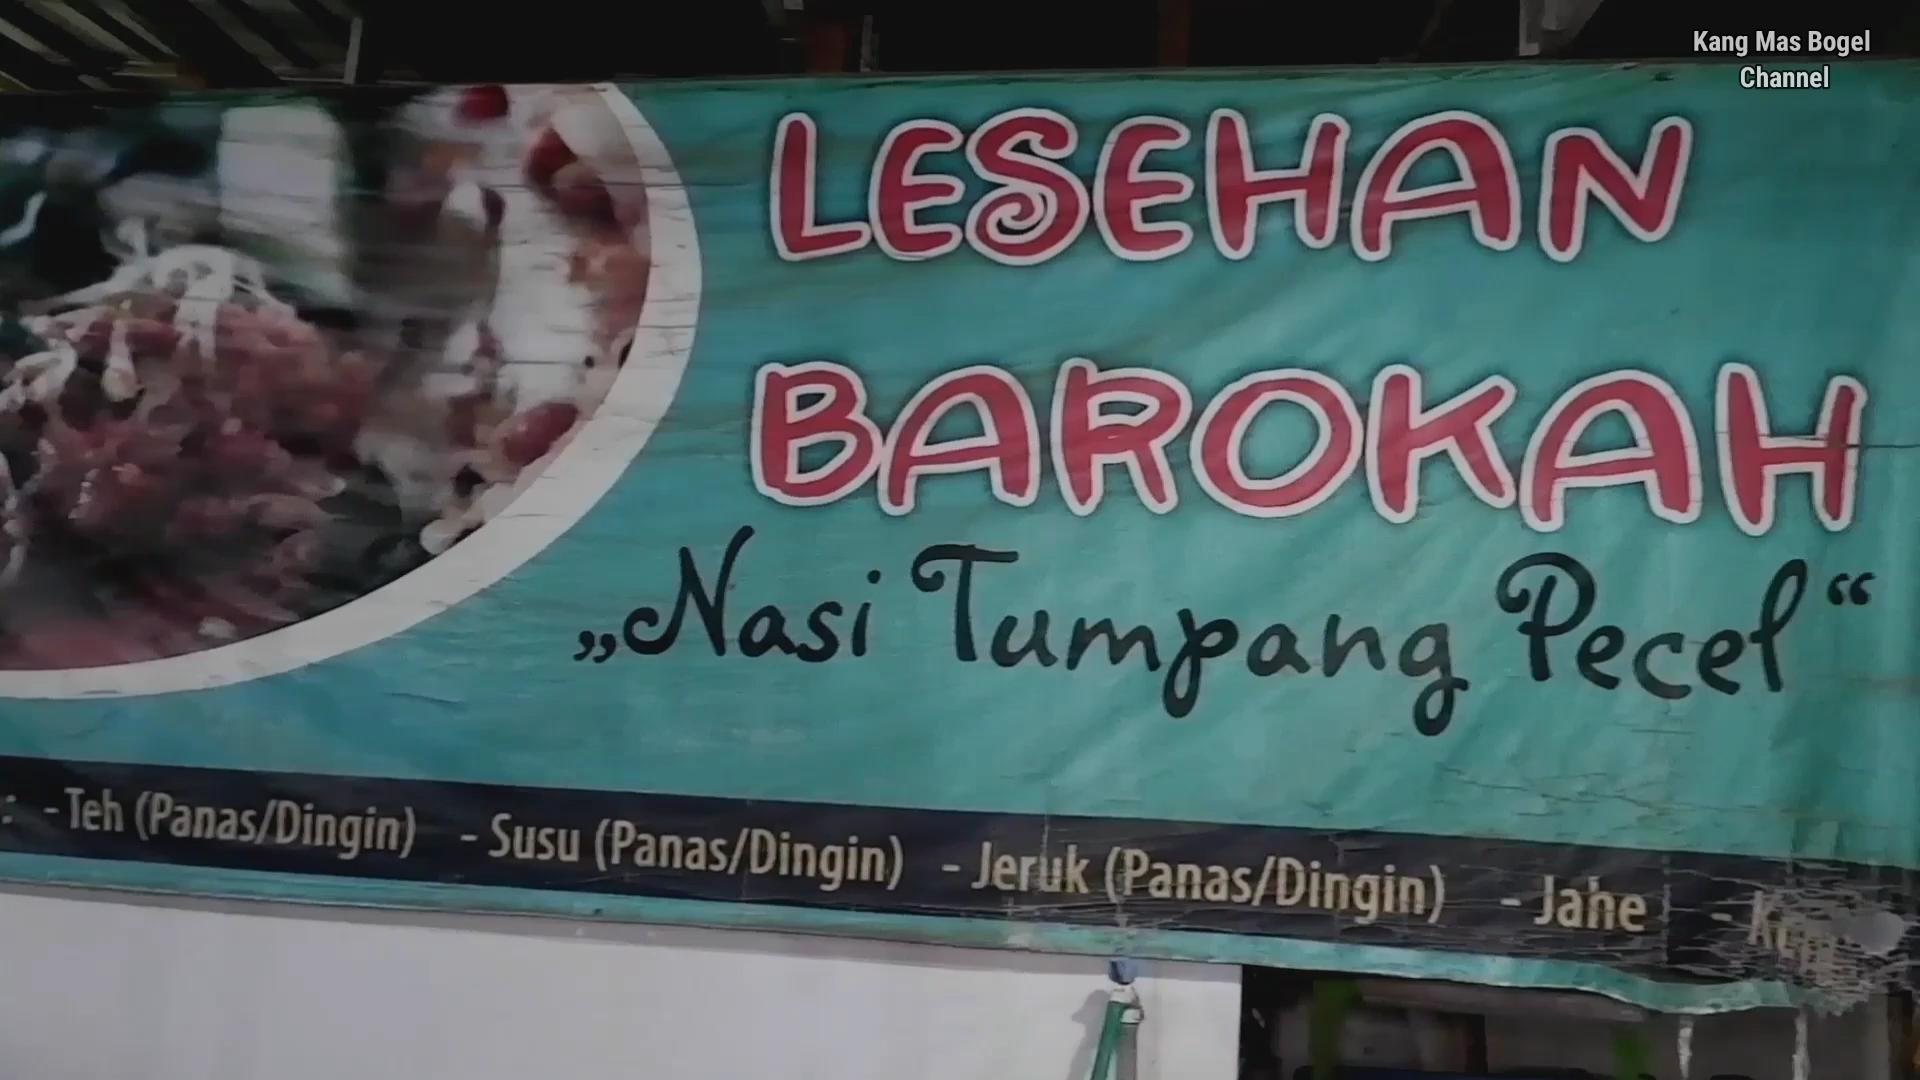 Kang Mas Bogel
Channel
LESEHAN
BAROKAH
„Nasi Tumpang Pecel“
: - Teh (Panas/Dingin) - Susu (Panas/Dingin) - Jeruk (Panas/Dingin) - Jahe -